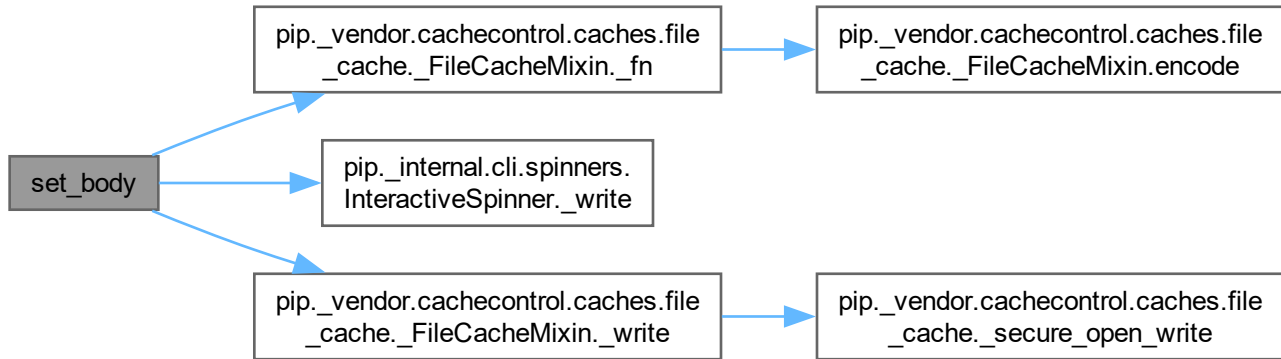 set_body
pip._vendor.cachecontrol.caches.file
_cache._FileCacheMixin._fn
pip._vendor.cachecontrol.caches.file
_cache._FileCacheMixin.encode
pip._internal.cli.spinners.
InteractiveSpinner._write
pip._vendor.cachecontrol.caches.file
_cache._FileCacheMixin._write
pip._vendor.cachecontrol.caches.file
_cache._secure_open_write